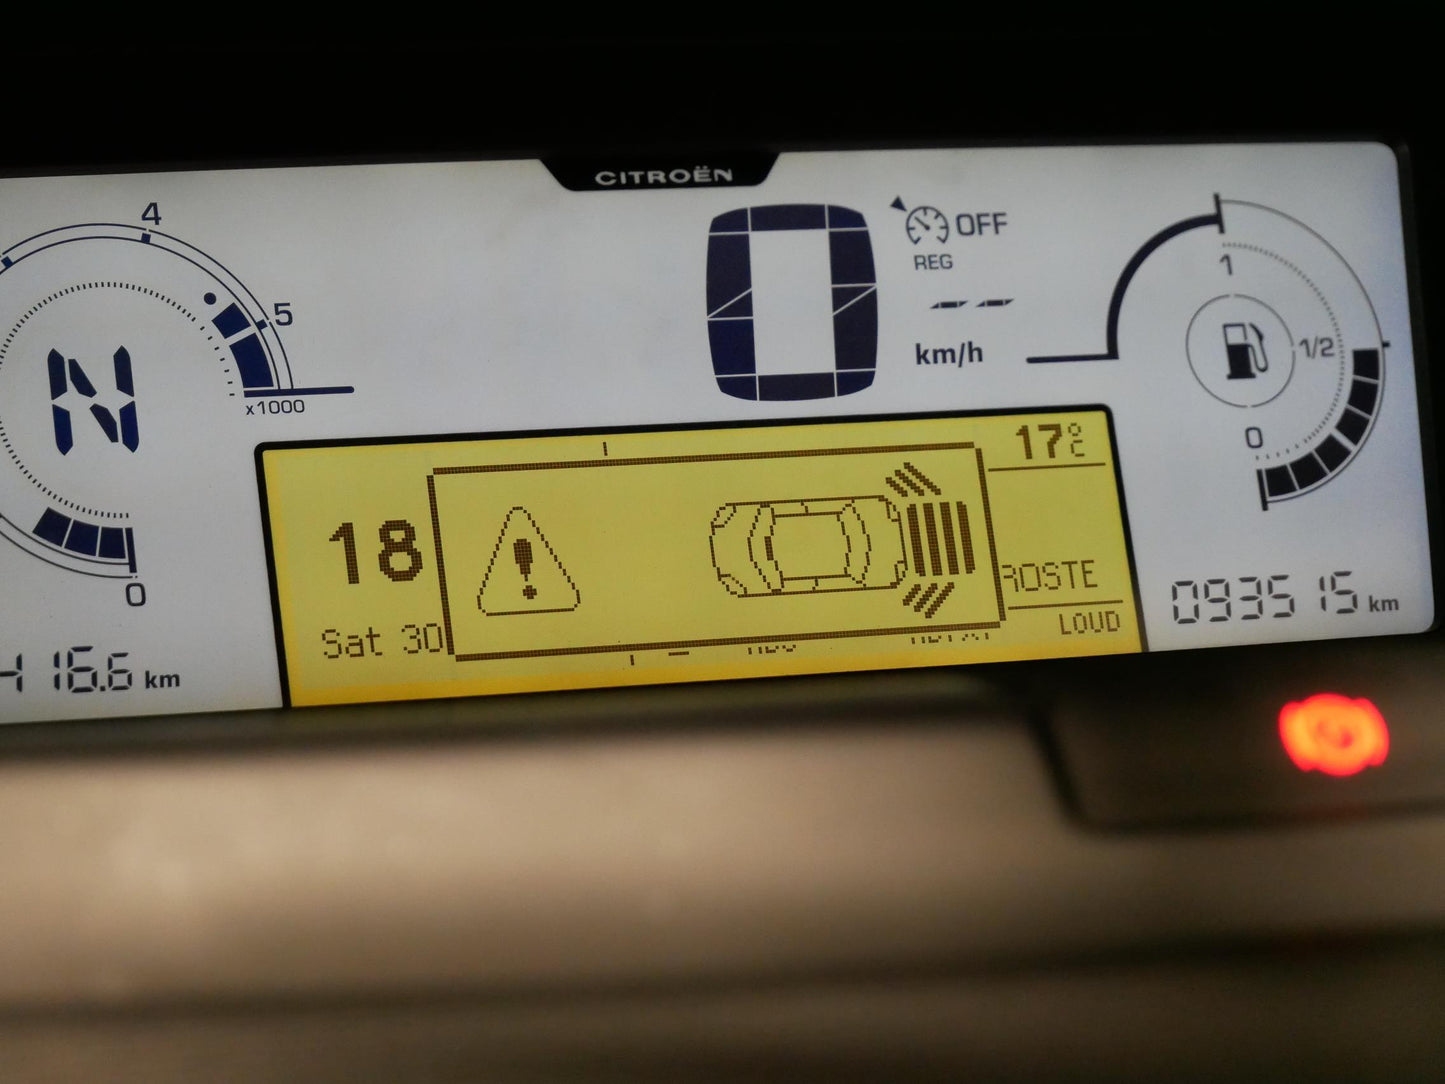 CITROËN
4
5
x1000
N
0
416.6 km
0
OFF
REG
-- --
km/h
1
1/2
0
093515 km
18
Sat 30
!
17°C
ROSTE
LOUD